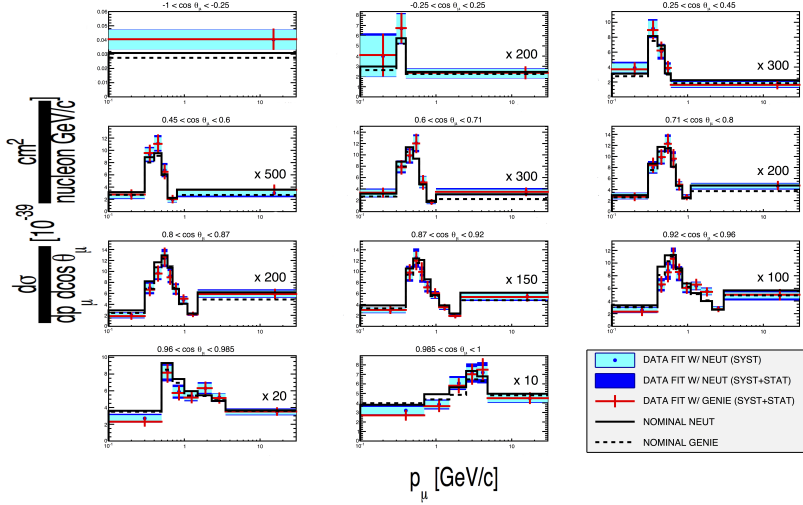 -1 < cos θμ < -0.25
-0.25 < cos θμ < 0.25
0.25 < cos θμ < 0.45
x 200
x 300
0.45 < cos θμ < 0.6
0.6 < cos θμ < 0.71
0.71 < cos θμ < 0.8
x 500
x 300
x 200
0.8 < cos θμ < 0.87
0.87 < cos θμ < 0.92
0.92 < cos θμ < 0.96
x 200
x 150
x 100
0.96 < cos θμ < 0.985
0.985 < cos θμ < 1
x 20
x 10
dσ
dpμ dcos θμ
[10⁻³⁹
cm²
nucleon GeV/c
]
pμ [GeV/c]
DATA FIT W/ NEUT (SYST)
DATA FIT W/ NEUT (SYST+STAT)
DATA FIT W/ GENIE (SYST+STAT)
NOMINAL NEUT
NOMINAL GENIE